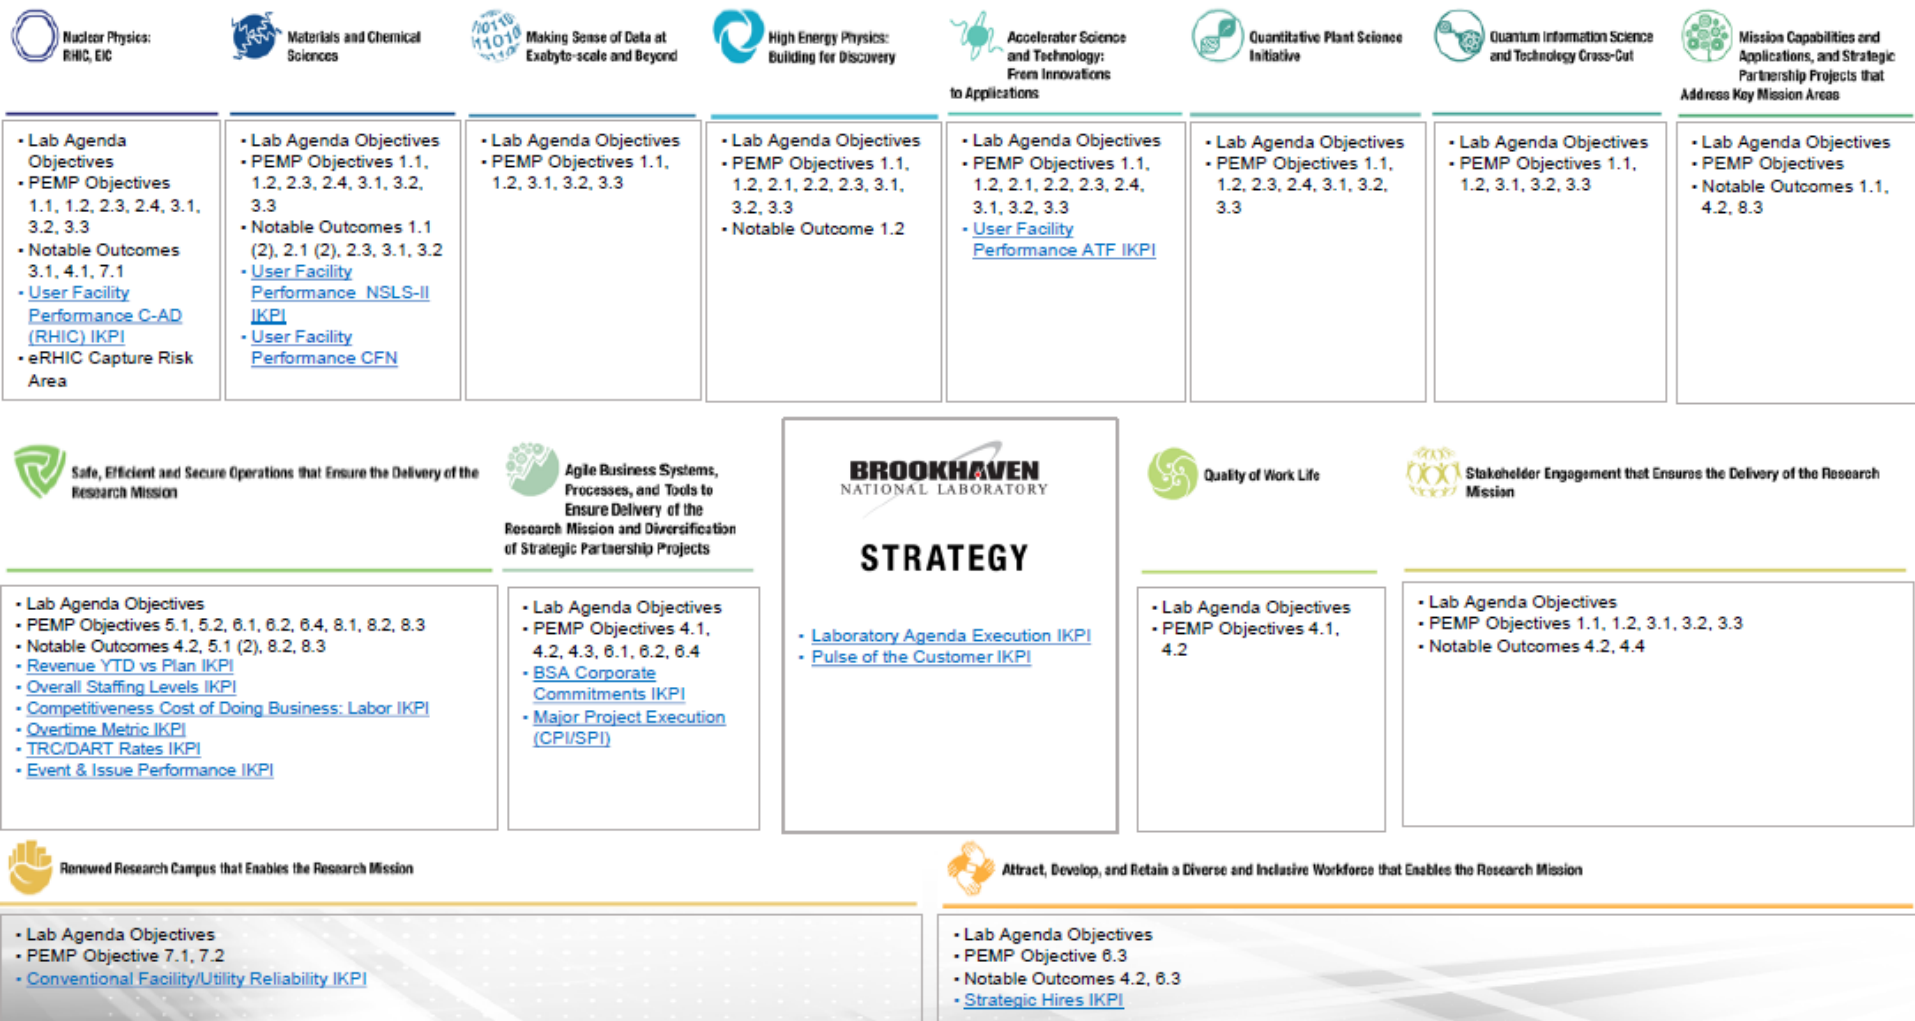 Nuclear Physics:
RHIC, EIC
Materials and Chemical
Sciences
Making Sense of Data at
Exabyte-scale and Beyond
High Energy Physics:
Building for Discovery
Accelerator Science
and Technology:
From Innovations
to Applications
Quantitative Plant Science
Initiative
Quantum Information Science
and Technology Cross-Cut
Mission Capabilities and
Applications, and Strategic
Partnership Projects that
Address Key Mission Areas
• Lab Agenda
Objectives
• PEMP Objectives
1.1, 1.2, 2.3, 2.4, 3.1,
3.2, 3.3
• Notable Outcomes
3.1, 4.1, 7.1
• User Facility
Performance C-AD
(RHIC) IKPI
• eRHIC Capture Risk
Area
• Lab Agenda Objectives
• PEMP Objectives 1.1,
1.2, 2.3, 2.4, 3.1, 3.2,
3.3
• Notable Outcomes 1.1
(2), 2.1 (2), 2.3, 3.1, 3.2
• User Facility
Performance NSLS-II
IKPI
• User Facility
Performance CFN
• Lab Agenda Objectives
• PEMP Objectives 1.1,
1.2, 3.1, 3.2, 3.3
• Lab Agenda Objectives
• PEMP Objectives 1.1,
1.2, 2.1, 2.2, 2.3, 3.1,
3.2, 3.3
• Notable Outcome 1.2
• Lab Agenda Objectives
• PEMP Objectives 1.1,
1.2, 2.1, 2.2, 2.3, 2.4,
3.1, 3.2, 3.3
• User Facility
Performance ATF IKPI
• Lab Agenda Objectives
• PEMP Objectives 1.1,
1.2, 2.3, 2.4, 3.1, 3.2,
3.3
• Lab Agenda Objectives
• PEMP Objectives 1.1,
1.2, 3.1, 3.2, 3.3
• Lab Agenda Objectives
• PEMP Objectives
• Notable Outcomes 1.1,
4.2, 8.3
Safe, Efficient and Secure Operations that Ensure the Delivery of the
Research Mission
Agile Business Systems,
Processes, and Tools to
Ensure Delivery of the
Research Mission and Diversification
of Strategic Partnership Projects
BROOKHAVEN
NATIONAL LABORATORY
STRATEGY
• Laboratory Agenda Execution IKPI
• Pulse of the Customer IKPI
Quality of Work Life
Stakeholder Engagement that Ensures the Delivery of the Research
Mission
• Lab Agenda Objectives
• PEMP Objectives 5.1, 5.2, 6.1, 6.2, 6.4, 8.1, 8.2, 8.3
• Notable Outcomes 4.2, 5.1 (2), 8.2, 8.3
• Revenue YTD vs Plan IKPI
• Overall Staffing Levels IKPI
• Competitiveness Cost of Doing Business: Labor IKPI
• Overtime Metric IKPI
• TRC/DART Rates IKPI
• Event & Issue Performance IKPI
• Lab Agenda Objectives
• PEMP Objectives 4.1,
4.2, 4.3, 6.1, 6.2, 6.4
• BSA Corporate
Commitments IKPI
• Major Project Execution
(CPI/SPI)
• Lab Agenda Objectives
• PEMP Objectives 4.1,
4.2
• Lab Agenda Objectives
• PEMP Objectives 1.1, 1.2, 3.1, 3.2, 3.3
• Notable Outcomes 4.2, 4.4
Renewed Research Campus that Enables the Research Mission
Attract, Develop, and Retain a Diverse and Inclusive Workforce that Enables the Research Mission
• Lab Agenda Objectives
• PEMP Objective 7.1, 7.2
• Conventional Facility/Utility Reliability IKPI
• Lab Agenda Objectives
• PEMP Objective 6.3
• Notable Outcomes 4.2, 6.3
• Strategic Hires IKPI